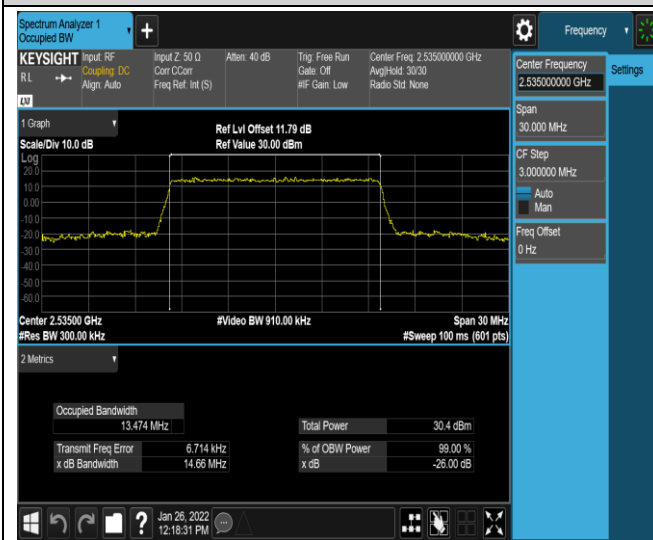 Spectrum Analyzer 1
Occupied BW
+
Frequency
KEYSIGHT
RL
LXI
Input: RF
Coupling: DC
Align: Auto
Input Z: 50 Ω
Corr CCorr
Freq Ref: Int (S)
Atten: 40 dB
Trig: Free Run
Gate: Off
#IF Gain: Low
Center Freq: 2.535000000 GHz
Avg|Hold: 30/30
Radio Std: None
Center Frequency
2.535000000 GHz
Settings
Span
30.000 MHz
CF Step
3.000000 MHz
Auto
Man
Freq Offset
0 Hz
1 Graph
Scale/Div 10.0 dB
Ref Lvl Offset 11.79 dB
Ref Value 30.00 dBm
Log
20.0
10.0
0.00
-10.0
-20.0
-30.0
-40.0
-50.0
-60.0
Center 2.53500 GHz
#Video BW 910.00 kHz
Span 30 MHz
#Res BW 300.00 kHz
#Sweep 100 ms (601 pts)
2 Metrics
Occupied Bandwidth
13.474 MHz
Total Power 30.4 dBm
Transmit Freq Error 6.714 kHz
% of OBW Power 99.00 %
x dB Bandwidth 14.66 MHz
x dB -26.00 dB
?
Jan 26, 2022
12:18:31 PM